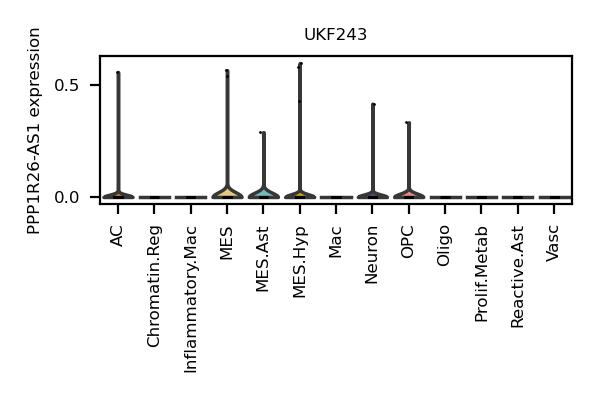 UKF243
PPP1R26-AS1 expression
0.5
0.0
AC
Chromatin.Reg
Inflammatory.Mac
MES
MES.Ast
MES.Hyp
Mac
Neuron
OPC
Oligo
Prolif.Metab
Reactive.Ast
Vasc